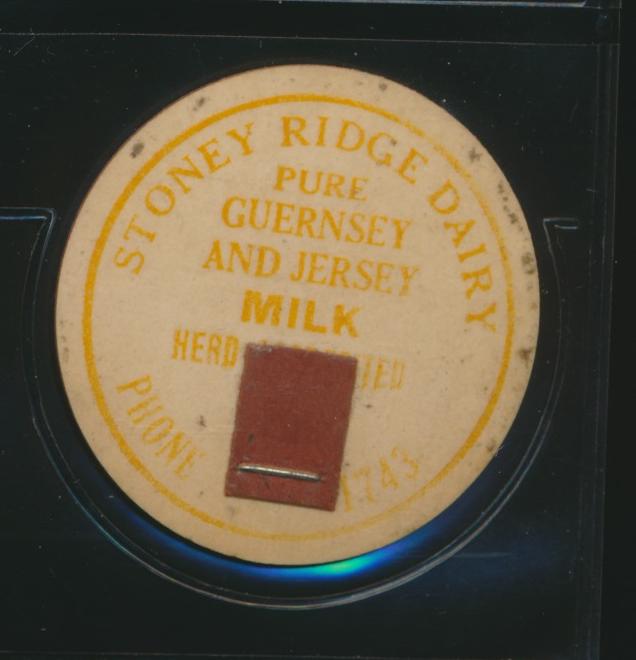 STONEY RIDGE DAIRY
PURE
GUERNSEY
AND JERSEY
MILK
HERD
PHONE 1743